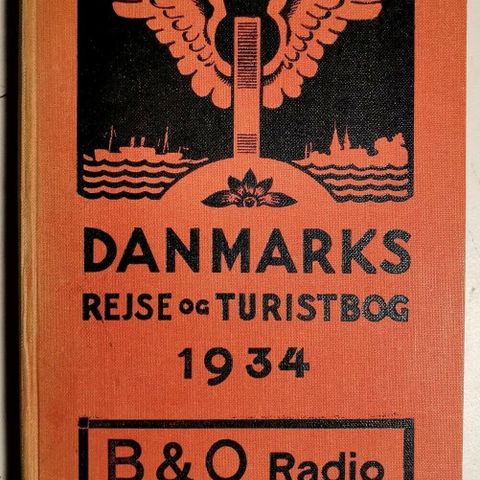 DANMARKS
REJSE OG TURISTBOG
1934
B & O Radio